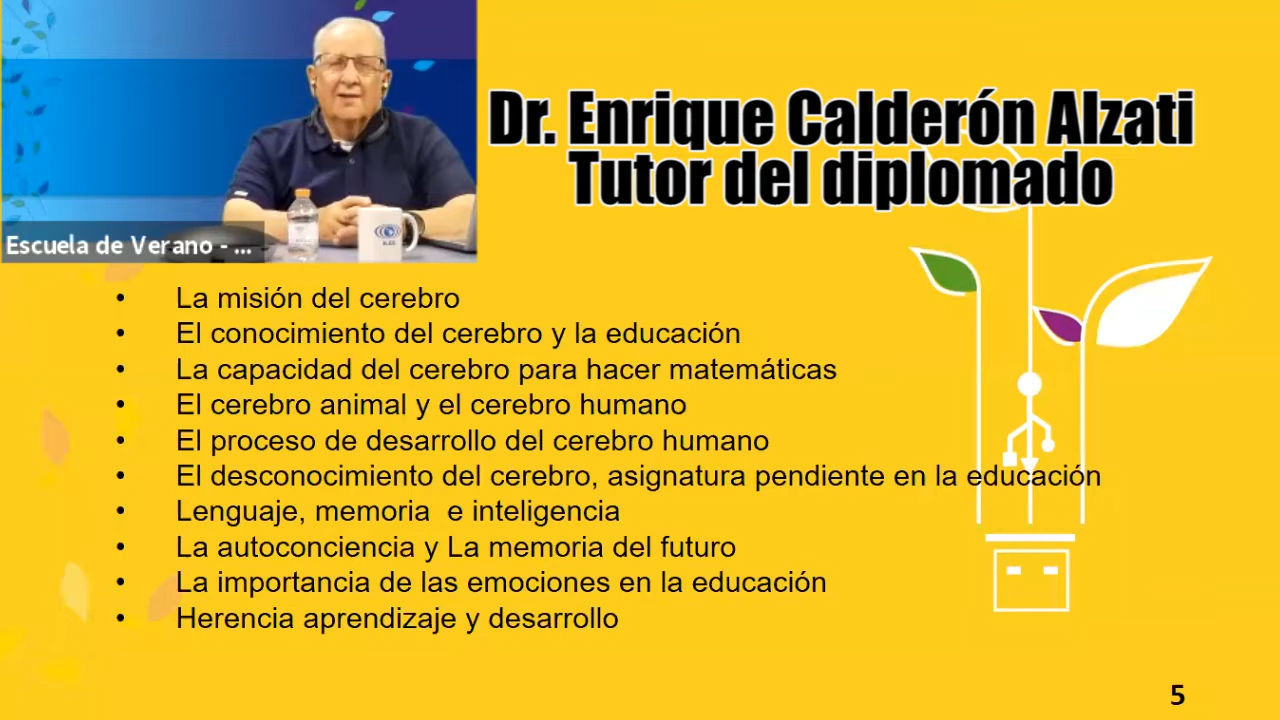 Dr. Enrique Calderón Alzati
Tutor del diplomado
Escuela de Verano - ...
• La misión del cerebro
• El conocimiento del cerebro y la educación
• La capacidad del cerebro para hacer matemáticas
• El cerebro animal y el cerebro humano
• El proceso de desarrollo del cerebro humano
• El desconocimiento del cerebro, asignatura pendiente en la educación
• Lenguaje, memoria  e inteligencia
• La autoconciencia y La memoria del futuro
• La importancia de las emociones en la educación
• Herencia aprendizaje y desarrollo
5